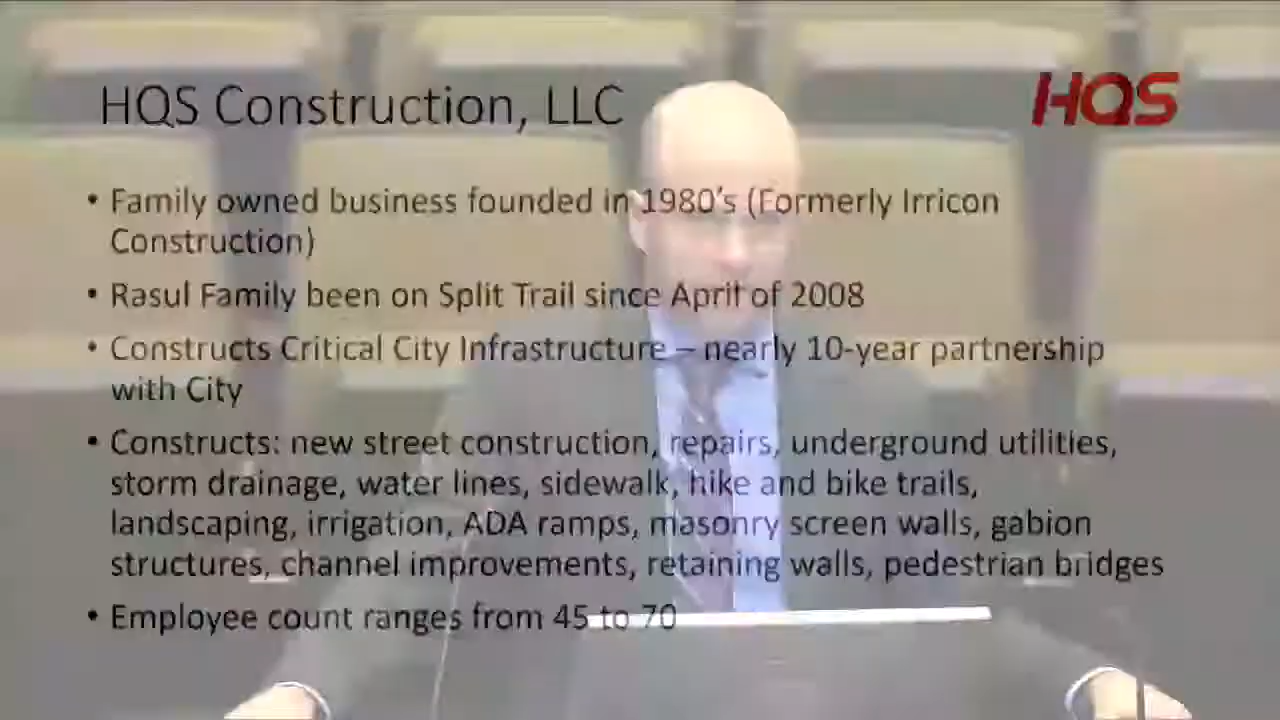 HQS Construction, LLC
HQS
• Family owned business founded in 1980's (Formerly Irricon
Construction)
• Rasul Family been on Split Trail since April of 2008
• Constructs Critical City Infrastructure – nearly 10-year partnership
with City
• Constructs: new street construction, repairs, underground utilities,
storm drainage, water lines, sidewalk, hike and bike trails,
landscaping, irrigation, ADA ramps, masonry screen walls, gabion
structures, channel improvements, retaining walls, pedestrian bridges
• Employee count ranges from 45 to 70